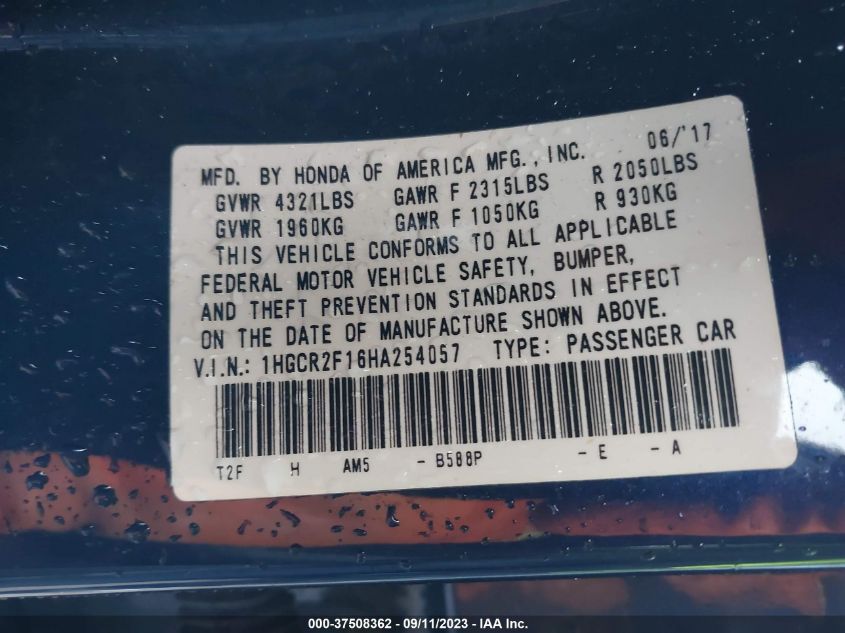 MFD. BY HONDA OF AMERICA MFG., INC. 06/'17
GVWR 4321LBS GAWR F 2315LBS R 2050LBS
GVWR 1960KG GAWR F 1050KG R 930KG
THIS VEHICLE CONFORMS TO ALL APPLICABLE
FEDERAL MOTOR VEHICLE SAFETY, BUMPER,
AND THEFT PREVENTION STANDARDS IN EFFECT
ON THE DATE OF MANUFACTURE SHOWN ABOVE.
V.I.N.: 1HGCR2F16HA254057 TYPE: PASSENGER CAR
T2F H AM5 - B588P - E - A
000-37508362 - 09/11/2023 - IAA Inc.